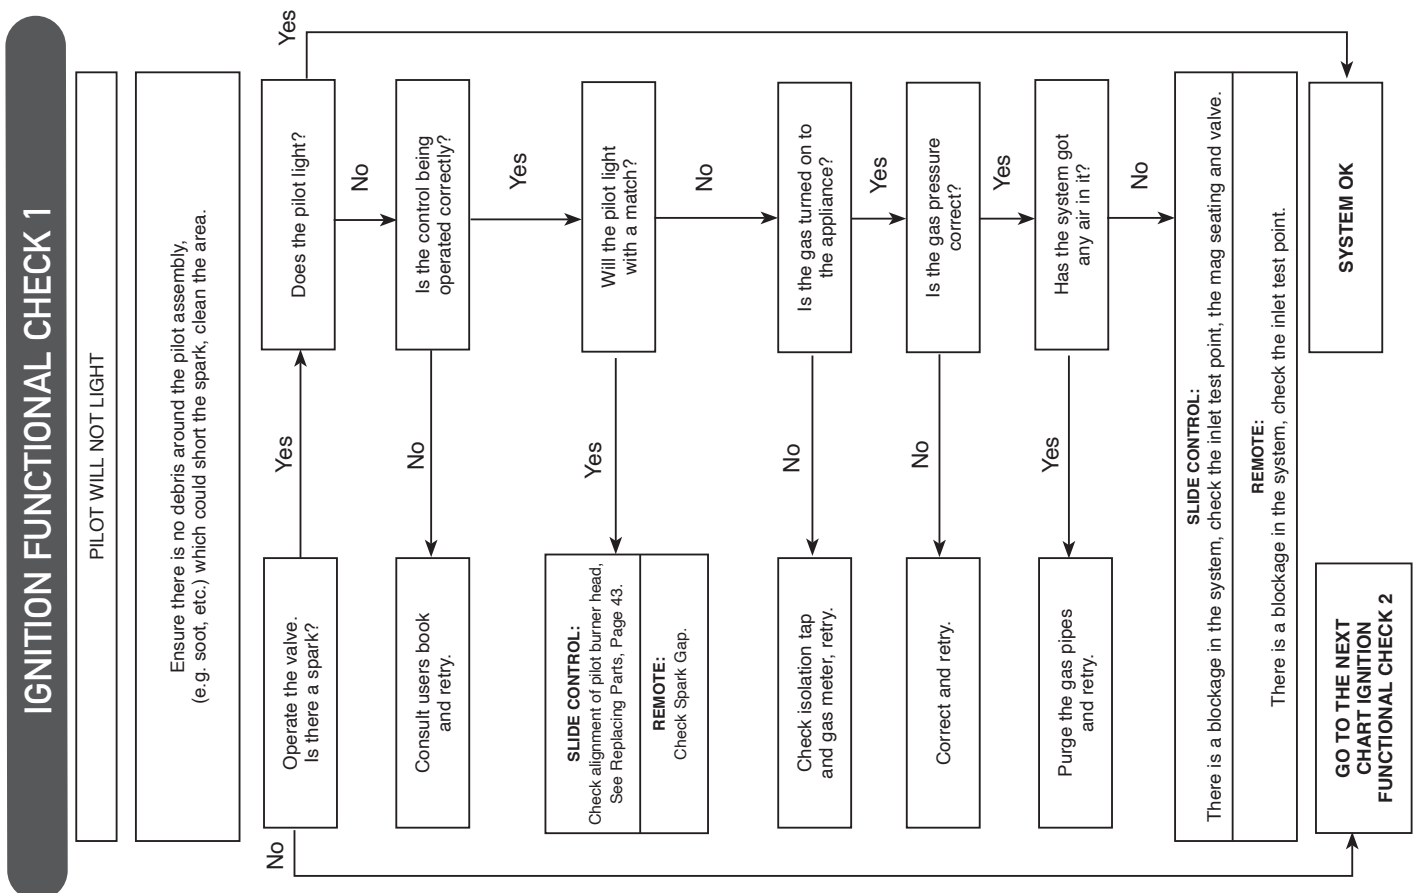 IGNITION FUNCTIONAL CHECK 1
PILOT WILL NOT LIGHT
Ensure there is no debris around the pilot assembly,
(e.g. soot, etc.) which could short the spark, clean the area.
No
Operate the valve.
Is there a spark?
Yes
Does the pilot light?
Yes
No
Consult users book
and retry.
No
Is the control being
operated correctly?
Yes
SLIDE CONTROL:
Check alignment of pilot burner head,
See Replacing Parts, Page 43.
REMOTE:
Check Spark Gap.
Yes
Will the pilot light
with a match?
No
Check isolation tap
and gas meter, retry.
No
Is the gas turned on to
the appliance?
Yes
Correct and retry.
No
Is the gas pressure
correct?
Yes
Purge the gas pipes
and retry.
Yes
Has the system got
any air in it?
No
SLIDE CONTROL:
There is a blockage in the system, check the inlet test point, the mag seating and valve.
REMOTE:
There is a blockage in the system, check the inlet test point.
GO TO THE NEXT
CHART IGNITION
FUNCTIONAL CHECK 2
SYSTEM OK